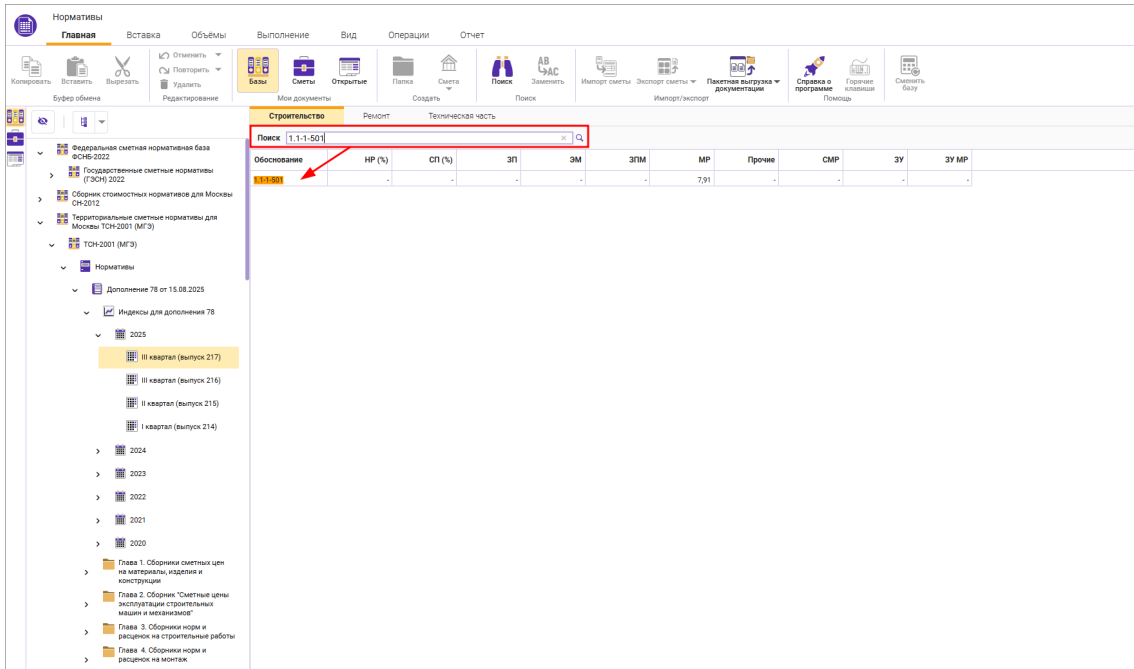 Нормативы
Главная Вставка Объёмы Выполнение Вид Операции Отчет
Копировать Вставить Вырезать
Буфер обмена
Отменить
Повторить
Удалить
Редактирование
Базы Сметы Открытые
Мои документы
Папка Смета
Создать
Поиск Заменить
AB
AC
Поиск
Импорт сметы Экспорт сметы Пакетная выгрузка документации
Импорт/экспорт
Справка о программе Горячие клавиши
Помощь
Сменить базу
Строительство Ремонт Техническая часть
Поиск 1.1-1-501
Обоснование НР (%) СП (%) ЗП ЭМ ЗПМ МР Прочие СМР ЗУ ЗУ МР
1.1-1-501 - - - - - 7,91 - - - -
Федеральная сметная нормативная база
ФСНБ-2022
Государственные сметные нормативы
(ГЭСН) 2022
Сборник стоимостных нормативов для Москвы
СН-2012
Территориальные сметные нормативы для
Москвы ТСН-2001 (МГЭ)
ТСН-2001 (МГЭ)
Нормативы
Дополнение 78 от 15.08.2025
Индексы для дополнения 78
2025
III квартал (выпуск 217)
III квартал (выпуск 216)
II квартал (выпуск 215)
I квартал (выпуск 214)
2024
2023
2022
2021
2020
Глава 1. Сборники сметных цен
на материалы, изделия и
конструкции
Глава 2. Сборник "Сметные цены
эксплуатации строительных
машин и механизмов"
Глава 3. Сборники норм и
расценок на строительные работы
Глава 4. Сборники норм и
расценок на монтаж